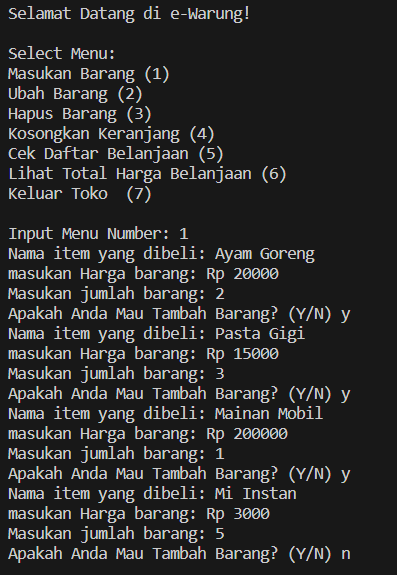 Selamat Datang di e-Warung!
Select Menu:
Masukan Barang (1)
Ubah Barang (2)
Hapus Barang (3)
Kosongkan Keranjang (4)
Cek Daftar Belanjaan (5)
Lihat Total Harga Belanjaan (6)
Keluar Toko  (7)
Input Menu Number: 1
Nama item yang dibeli: Ayam Goreng
masukan Harga barang: Rp 20000
Masukan jumlah barang: 2
Apakah Anda Mau Tambah Barang? (Y/N) y
Nama item yang dibeli: Pasta Gigi
masukan Harga barang: Rp 15000
Masukan jumlah barang: 3
Apakah Anda Mau Tambah Barang? (Y/N) y
Nama item yang dibeli: Mainan Mobil
masukan Harga barang: Rp 200000
Masukan jumlah barang: 1
Apakah Anda Mau Tambah Barang? (Y/N) y
Nama item yang dibeli: Mi Instan
masukan Harga barang: Rp 3000
Masukan jumlah barang: 5
Apakah Anda Mau Tambah Barang? (Y/N) n